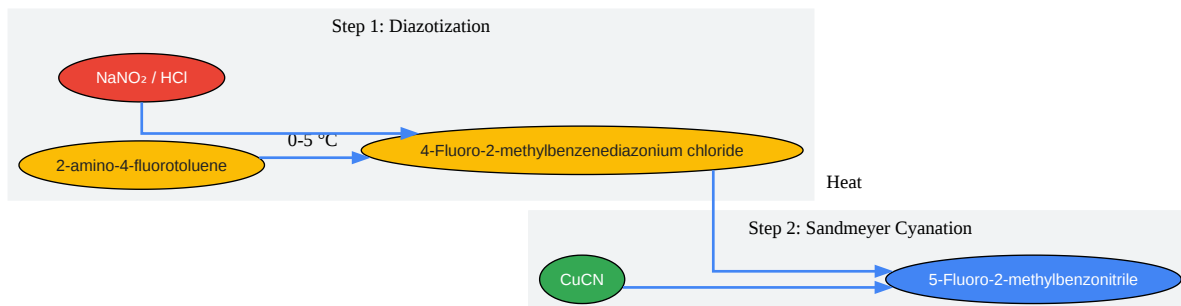 Step 1: Diazotization
NaNO₂ / HCl
0-5 °C
2-amino-4-fluorotoluene
4-Fluoro-2-methylbenzenediazonium chloride
Heat
Step 2: Sandmeyer Cyanation
CuCN
5-Fluoro-2-methylbenzonitrile